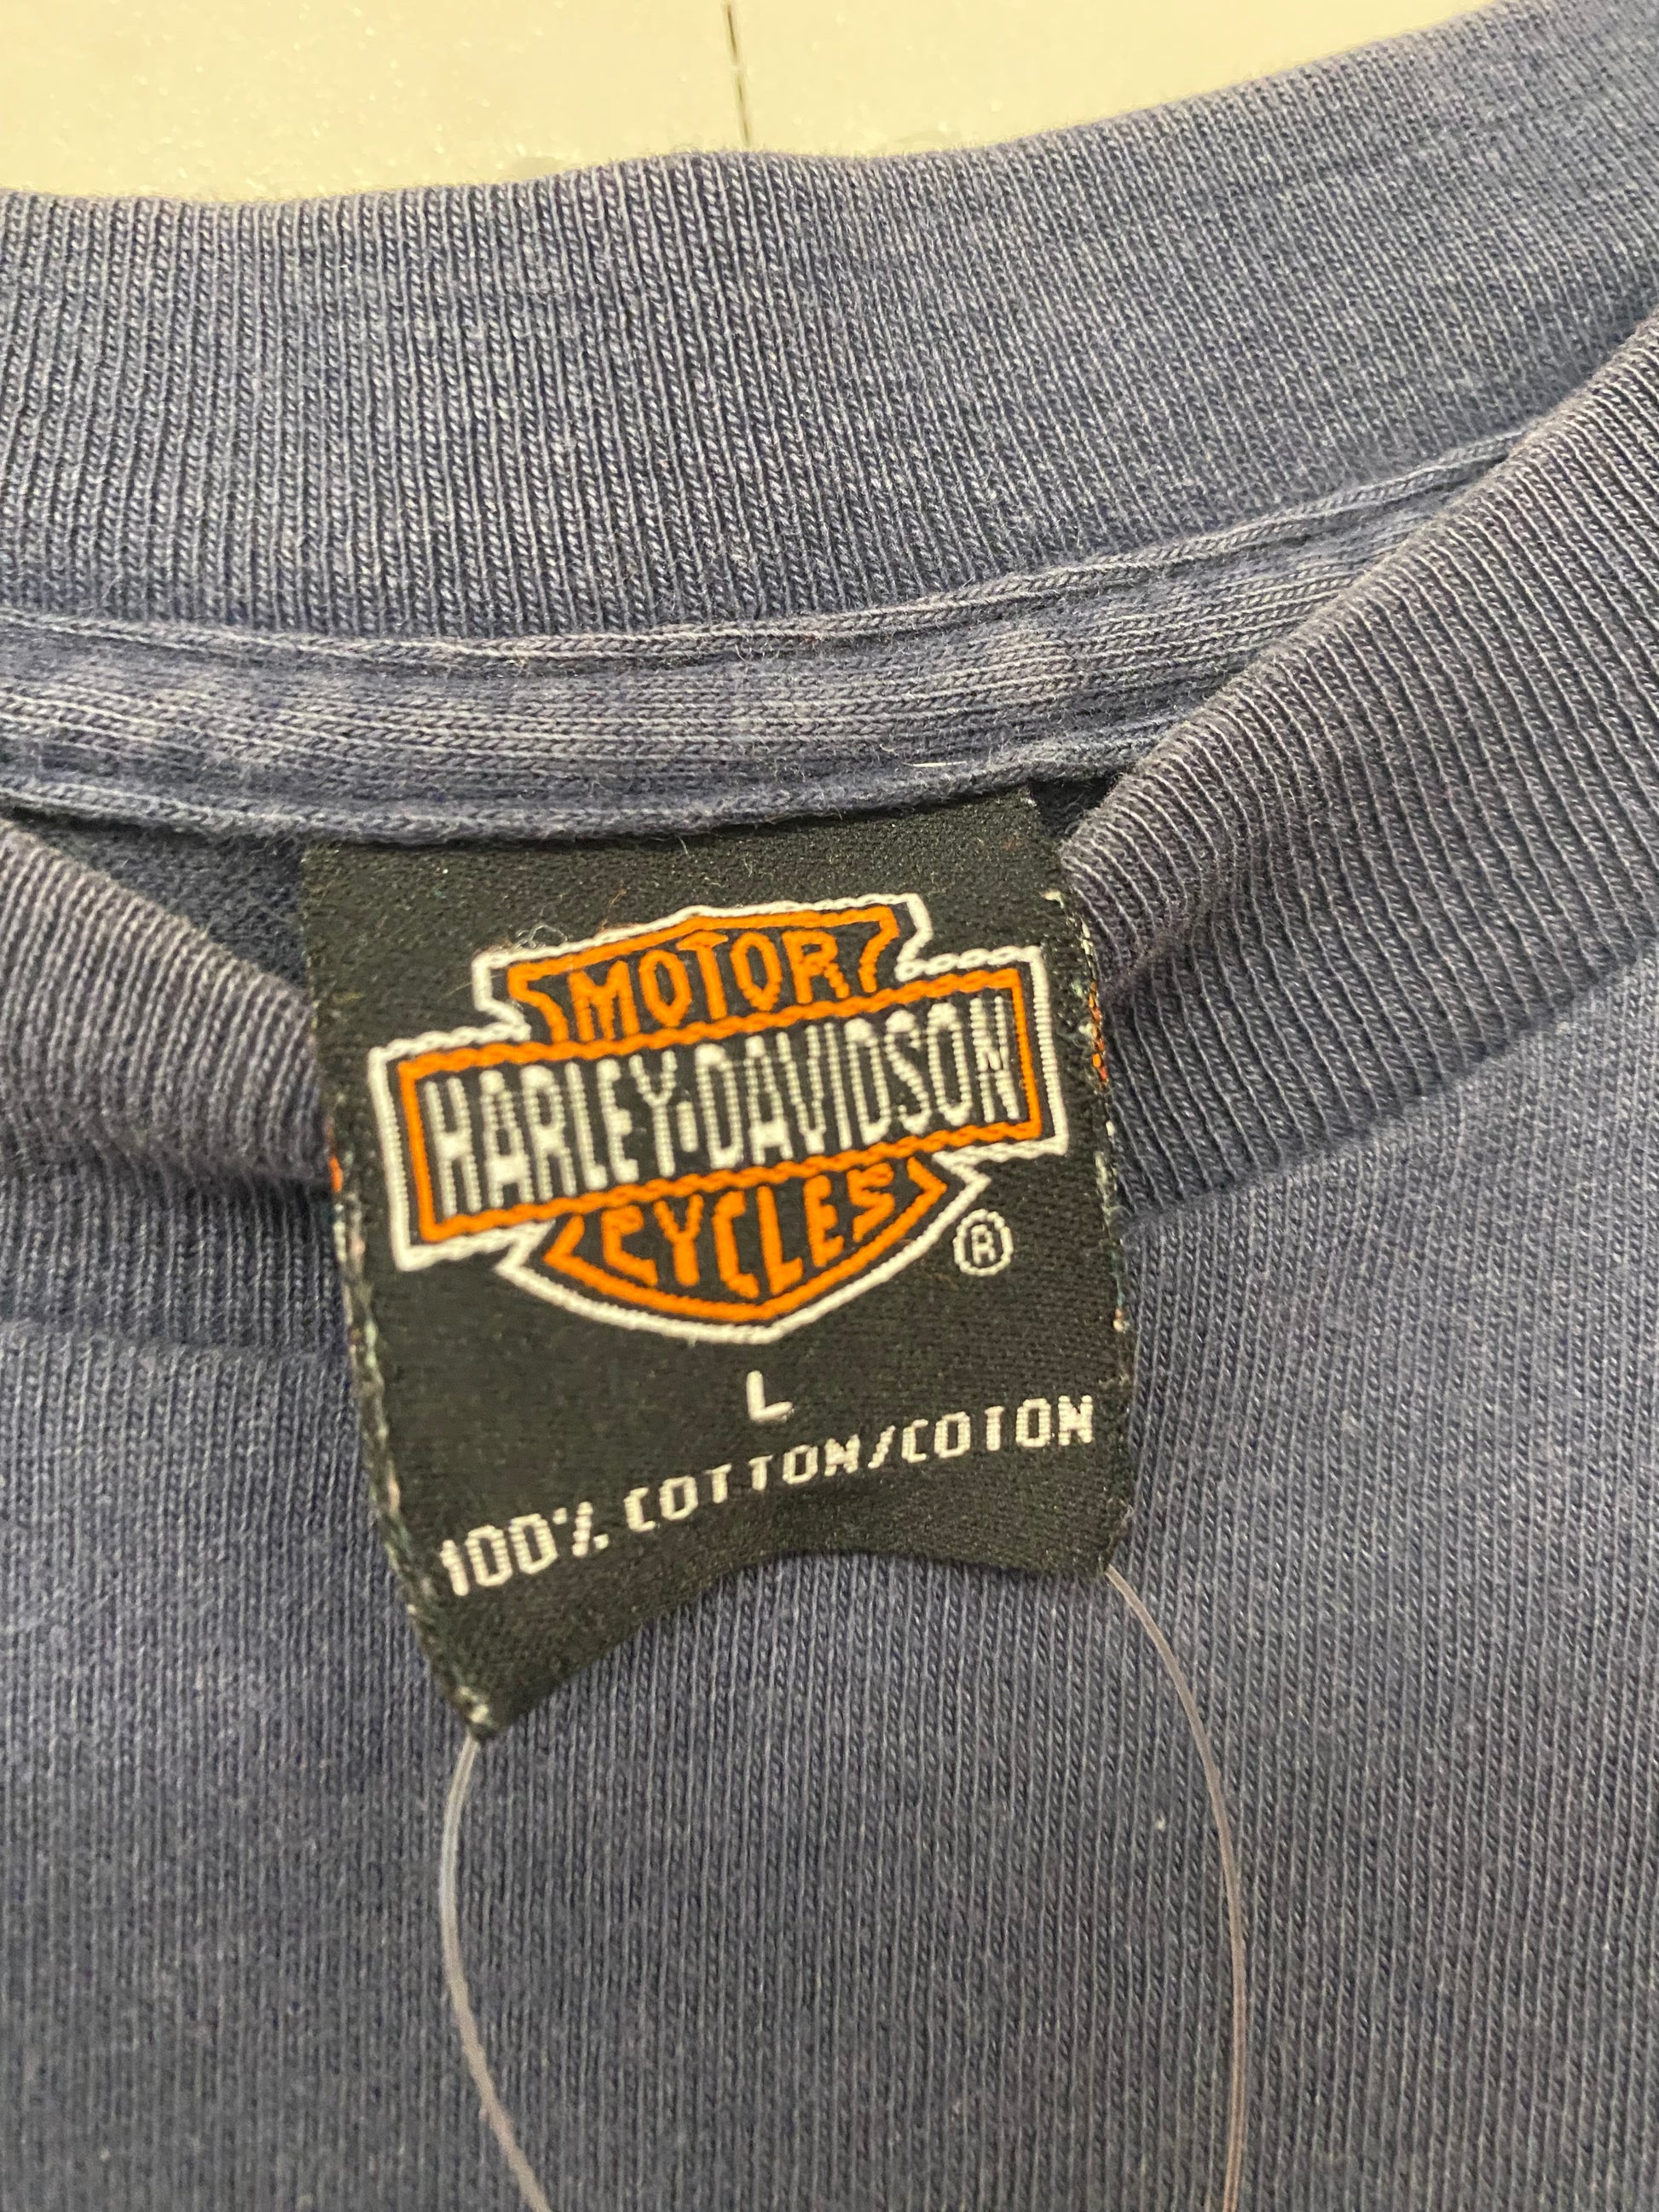 MOTOR
HARLEY-DAVIDSON
CYCLES
®
L
100% COTTON/COTON